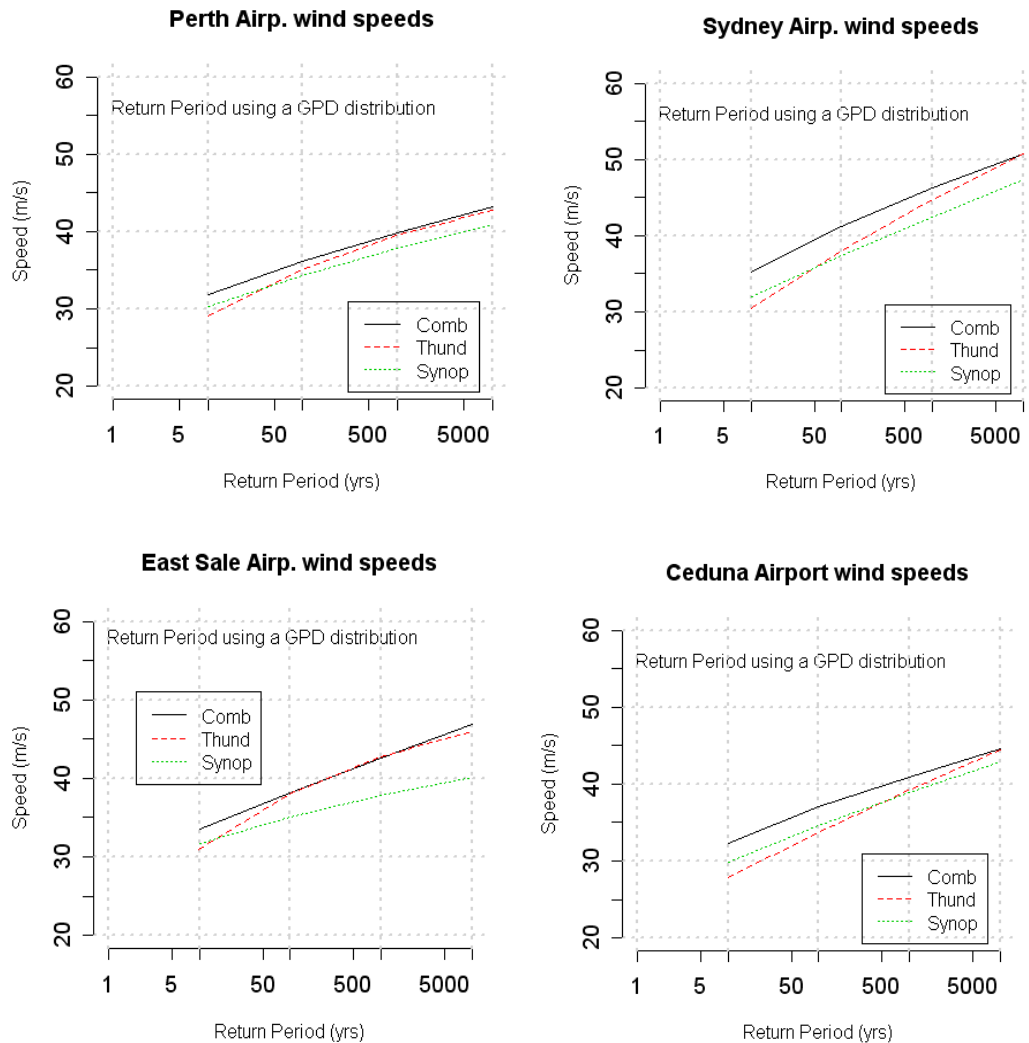 Perth Airp. wind speeds
Return Period using a GPD distribution
Speed (m/s)
60
50
40
30
20
Comb
Thund
Synop
1 5 50 500 5000
Return Period (yrs)
Sydney Airp. wind speeds
Return Period using a GPD distribution
Speed (m/s)
60
50
40
30
20
Comb
Thund
Synop
1 5 50 500 5000
Return Period (yrs)
East Sale Airp. wind speeds
Return Period using a GPD distribution
Speed (m/s)
60
50
40
30
20
Comb
Thund
Synop
1 5 50 500 5000
Return Period (yrs)
Ceduna Airport wind speeds
Return Period using a GPD distribution
Speed (m/s)
60
50
40
30
20
Comb
Thund
Synop
1 5 50 500 5000
Return Period (yrs)